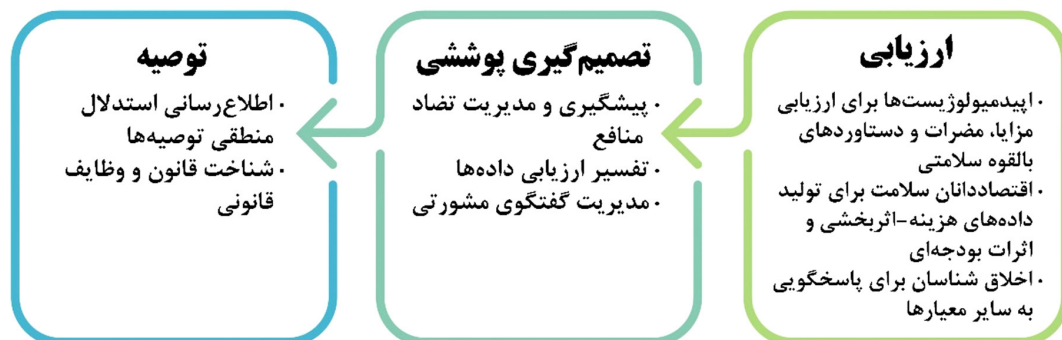 ارزیابی
· اپیدمیولوژیست‌ها برای ارزیابی
مزایا، مضرات و دستاوردهای
بالقوه سلامتی
· اقتصاددانان سلامت برای تولید
داده‌های هزینه-اثربخشی و
اثرات بودجه‌ای
· اخلاق شناسان برای پاسخگویی
به سایر معیارها
تصمیم‌گیری پوششی
· پیشگیری و مدیریت تضاد
منافع
· تفسیر ارزیابی داده‌ها
· مدیریت گفتگوی مشورتی
توصیه
· اطلاع‌رسانی استدلال
منطقی توصیه‌ها
· شناخت قانون و وظایف
قانونی